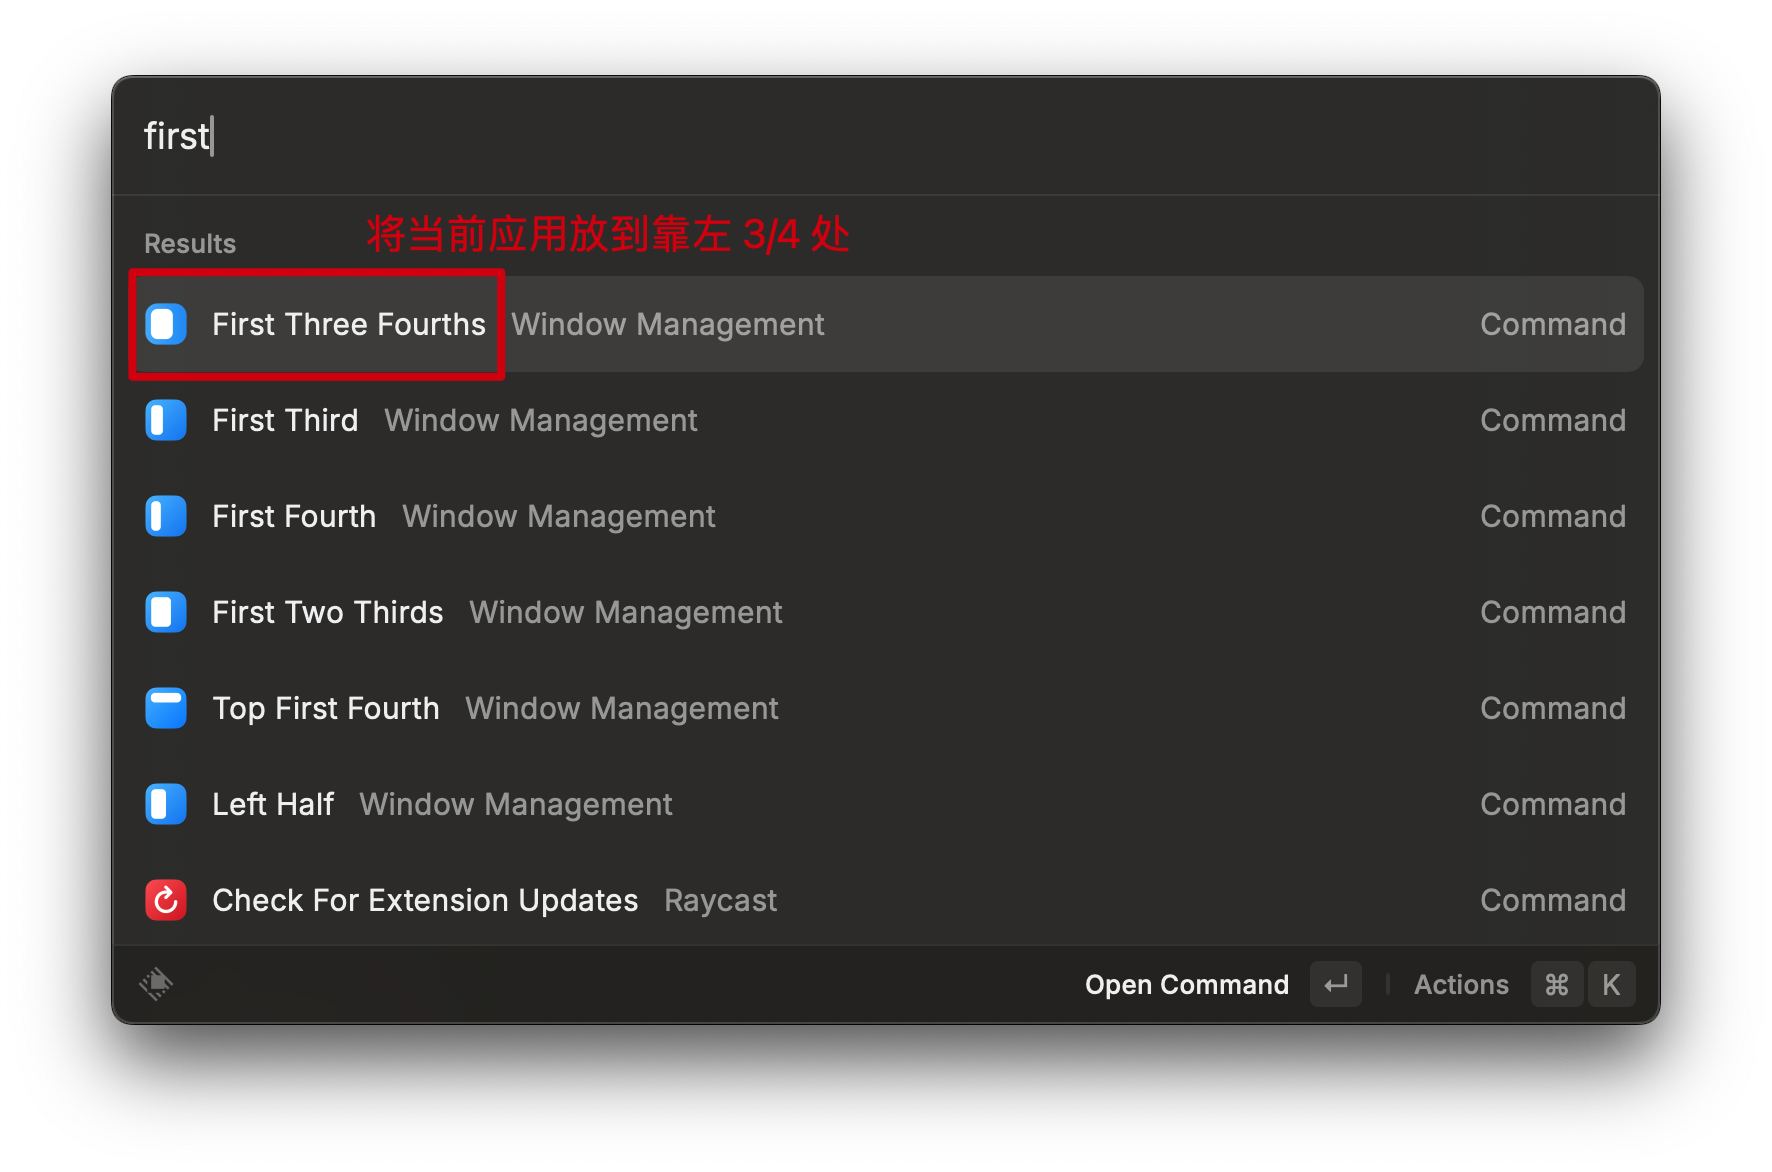 first
将当前应用放到靠左 3/4 处
Results
First Three Fourths Window Management Command
First Third Window Management Command
First Fourth Window Management Command
First Two Thirds Window Management Command
Top First Fourth Window Management Command
Left Half Window Management Command
Check For Extension Updates Raycast Command
Open Command ↵ Actions ⌘ K